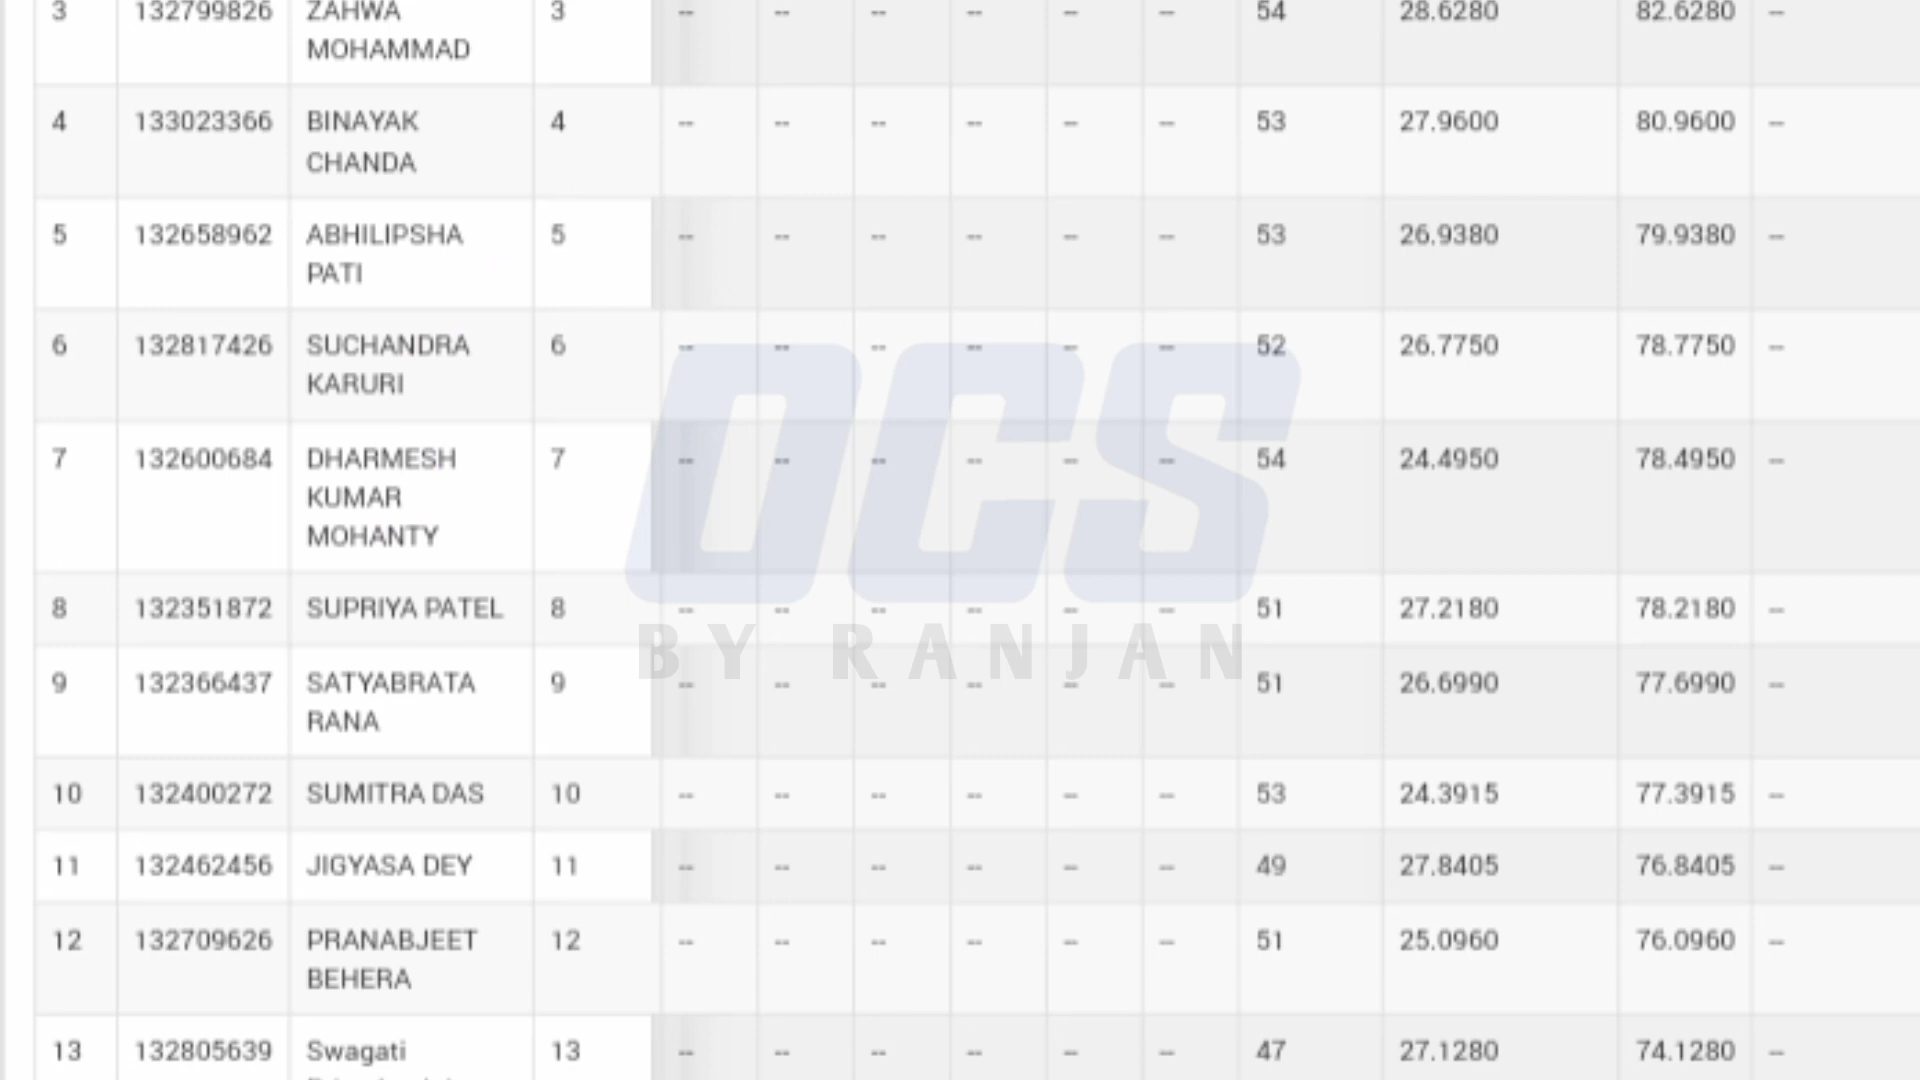 3 132799826 ZAHWA 3 -- -- -- -- -- -- 54 28.6280 82.6280 --
MOHAMMAD
4 133023366 BINAYAK 4 -- -- -- -- -- -- 53 27.9600 80.9600 --
CHANDA
5 132658962 ABHILIPSHA 5 -- -- -- -- -- -- 53 26.9380 79.9380 --
PATI
6 132817426 SUCHANDRA 6 -- -- -- -- -- -- 52 26.7750 78.7750 --
KARURI
7 132600684 DHARMESH 7 -- -- -- -- -- -- 54 24.4950 78.4950 --
KUMAR
MOHANTY
OCS
8 132351872 SUPRIYA PATEL 8 -- -- -- -- -- -- 51 27.2180 78.2180 --
BY RANJAN
9 132366437 SATYABRATA 9 -- -- -- -- -- -- 51 26.6990 77.6990 --
RANA
10 132400272 SUMITRA DAS 10 -- -- -- -- -- -- 53 24.3915 77.3915 --
11 132462456 JIGYASA DEY 11 -- -- -- -- -- -- 49 27.8405 76.8405 --
12 132709626 PRANABJEET 12 -- -- -- -- -- -- 51 25.0960 76.0960 --
BEHERA
13 132805639 Swagati 13 -- -- -- -- -- -- 47 27.1280 74.1280 --